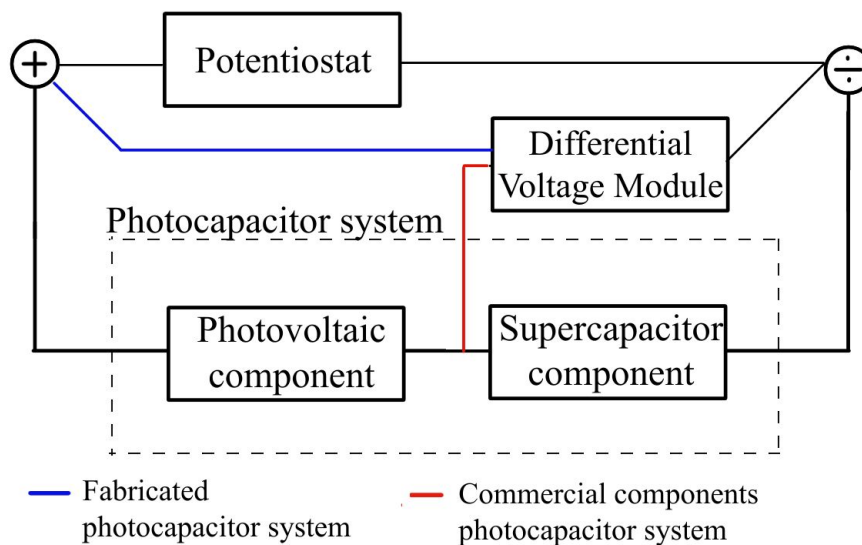 +
Potentiostat
÷
Differential
Voltage Module
Photocapacitor system
Photovoltaic
component
Supercapacitor
component
Fabricated
photocapacitor system
Commercial components
photocapacitor system